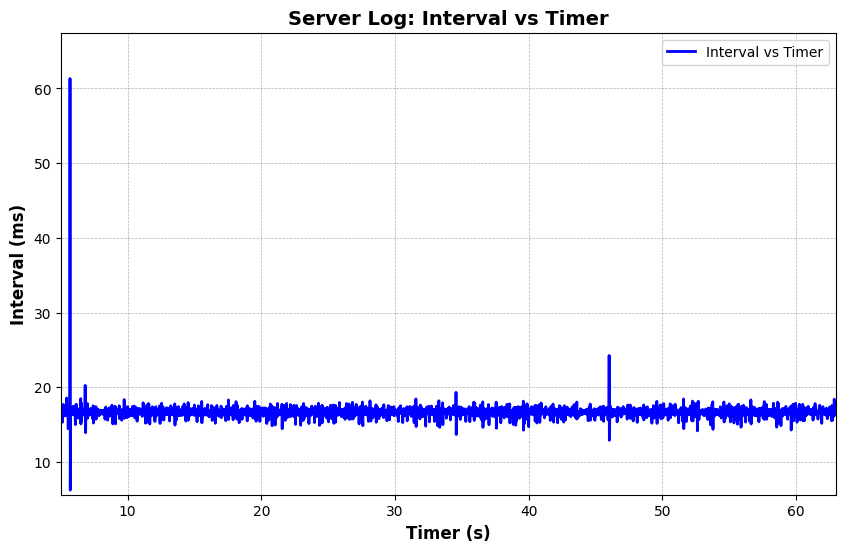 Server Log: Interval vs Timer
Interval vs Timer
60
50
40
30
20
10
Interval (ms)
10 20 30 40 50 60
Timer (s)